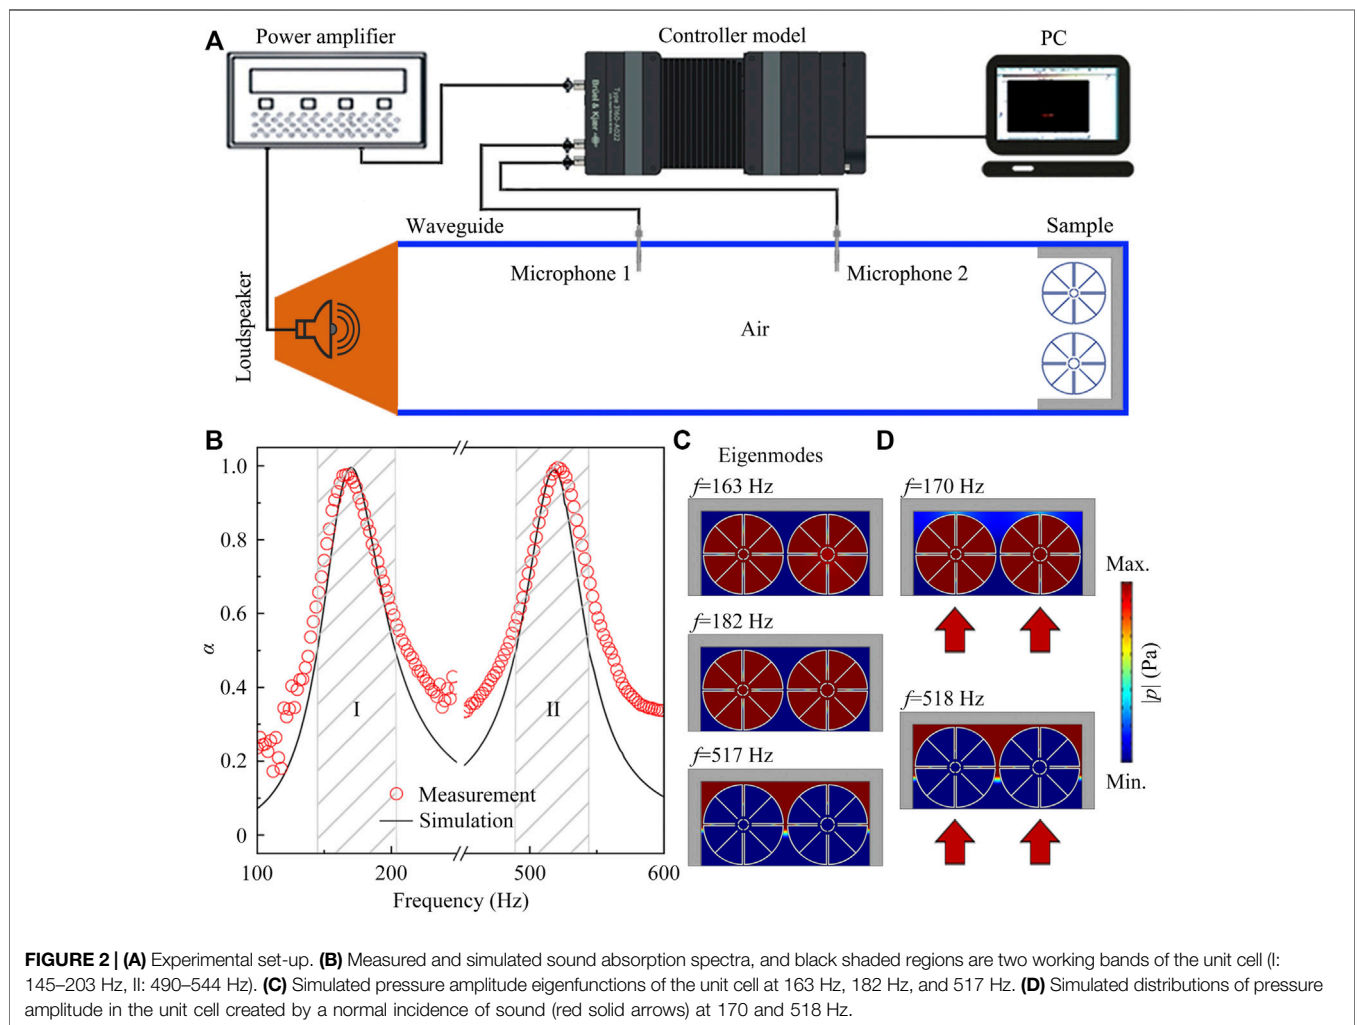 A
Power amplifier
Controller model
PC
Brüel & Kjær
Type 3160-A022
Waveguide
Sample
Microphone 1
Microphone 2
Loudspeaker
Air
B
α
1.0
0.8
0.6
0.4
0.2
0
I
II
Measurement
Simulation
100
200
500
600
Frequency (Hz)
C
Eigenmodes
f=163 Hz
f=182 Hz
f=517 Hz
D
f=170 Hz
f=518 Hz
Max.
|p| (Pa)
Min.
FIGURE 2 | (A) Experimental set-up. (B) Measured and simulated sound absorption spectra, and black shaded regions are two working bands of the unit cell (I:
145–203 Hz, II: 490–544 Hz). (C) Simulated pressure amplitude eigenfunctions of the unit cell at 163 Hz, 182 Hz, and 517 Hz. (D) Simulated distributions of pressure
amplitude in the unit cell created by a normal incidence of sound (red solid arrows) at 170 and 518 Hz.